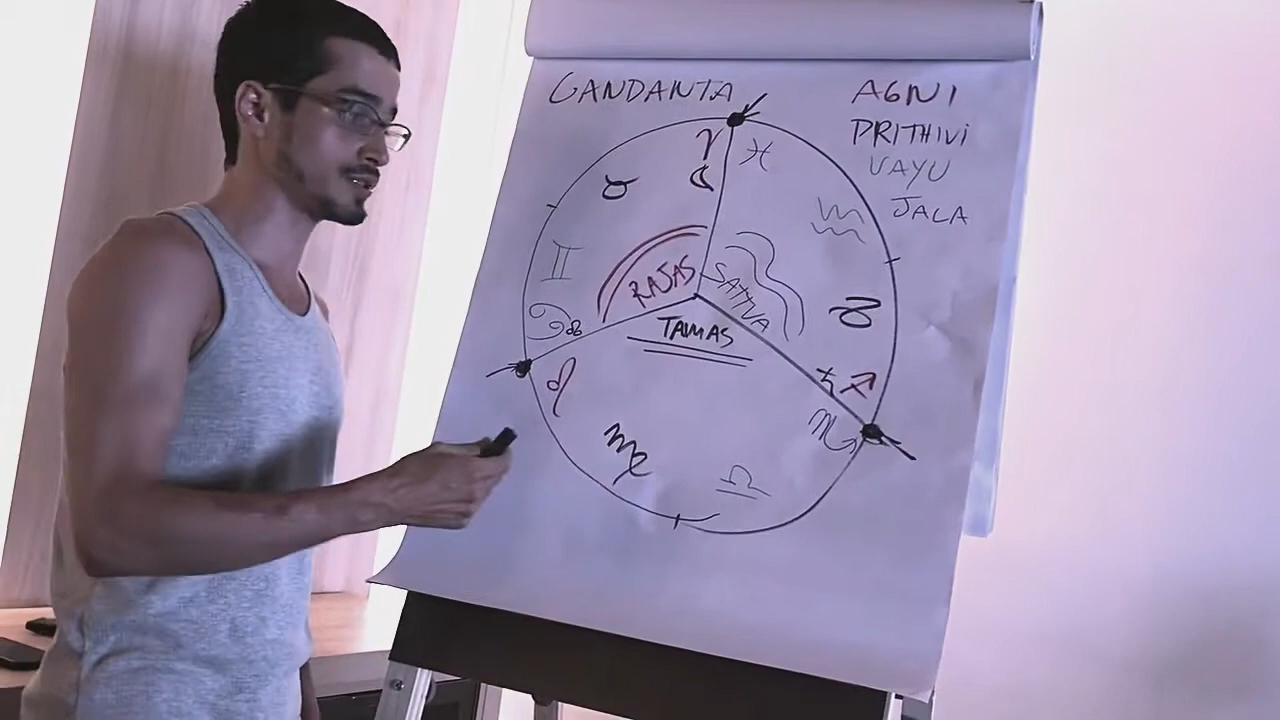 GANDANTA
AGNI
PRITHIVI
VAYU
JALA
♈ ♓
☾
♉
♒
♊
RAJAS
SATTVA
♑
♋
TAMAS
♌
♄ ♐
♏
♍
♎